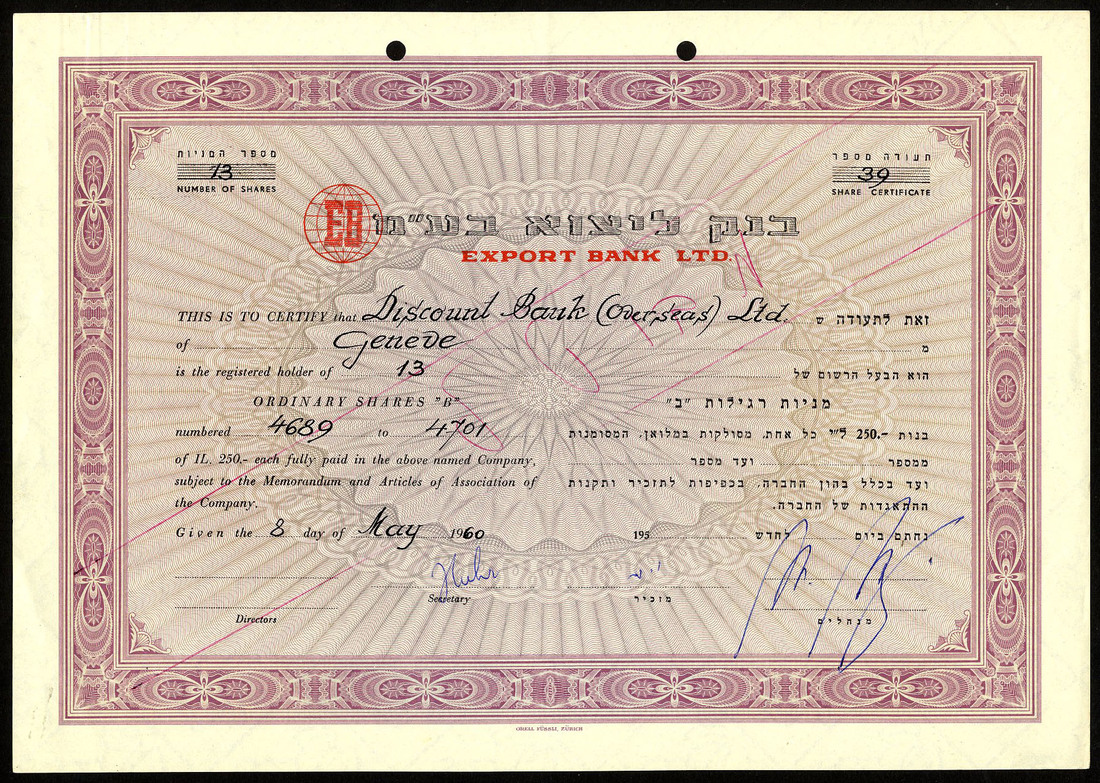 מספר המניות
13
NUMBER OF SHARES
תעודה מספר
39
SHARE CERTIFICATE
EB
בנק ליצוא בע"מ
EXPORT BANK LTD.
THIS IS TO CERTIFY that Discount Bank (Overseas) Ltd. זאת לתעודה ש
of Genève מ
is the registered holder of 13 הוא הבעל הרשום של
ORDINARY SHARES "B" מניות רגילות "ב"
numbered 4689 to 4701 בנות -.250 ל"י כל אחת, מסולקות במלואן, המסומנות
of IL. 250.- each fully paid in the above named Company, ממספר ועד מספר
subject to the Memorandum and Articles of Association of ועד בכלל בהון החברה, בכפיפות לתזכיר ותקנות
the Company. ההתאגדות של החברה.
Given the 8 day of May 1960 נחתם ביום לחדש 195
Secretary מזכיר
Directors מנהלים
ORELL FÜSSLI, ZÜRICH